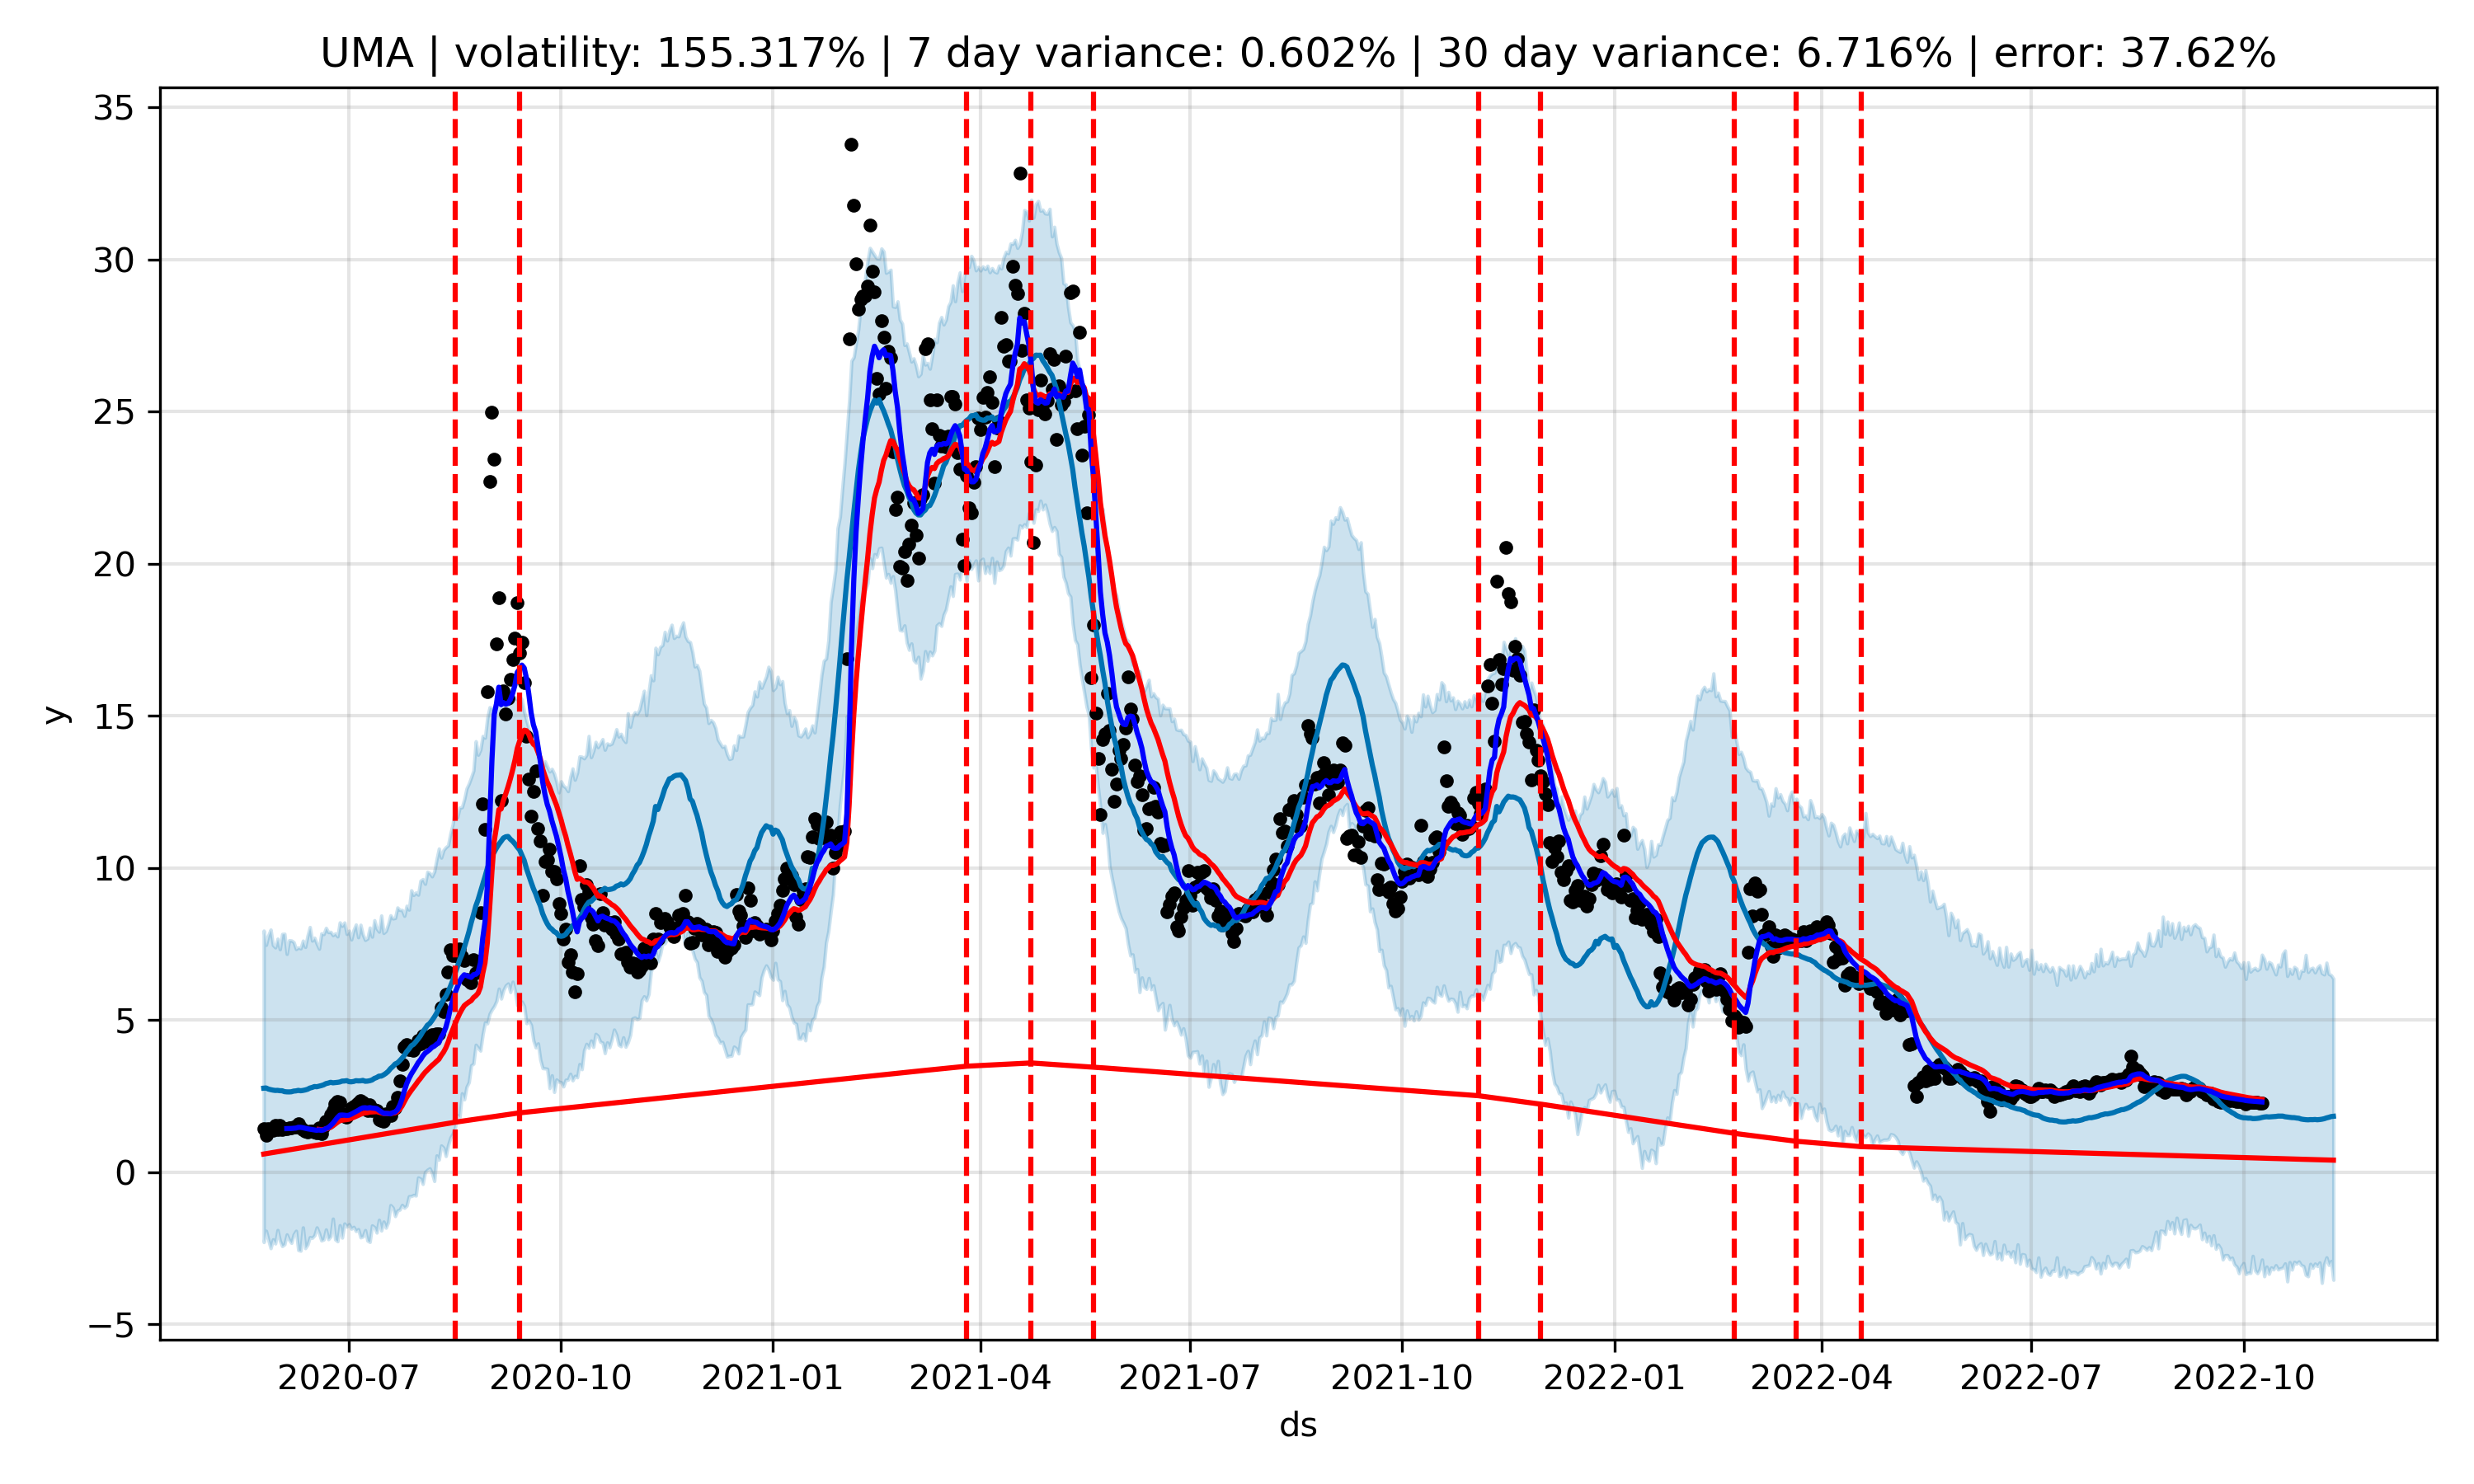 UMA | volatility: 155.317% | 7 day variance: 0.602% | 30 day variance: 6.716% | error: 37.62%
35
30
25
20
15
10
5
0
−5
y
2020-07 2020-10 2021-01 2021-04 2021-07 2021-10 2022-01 2022-04 2022-07 2022-10
ds